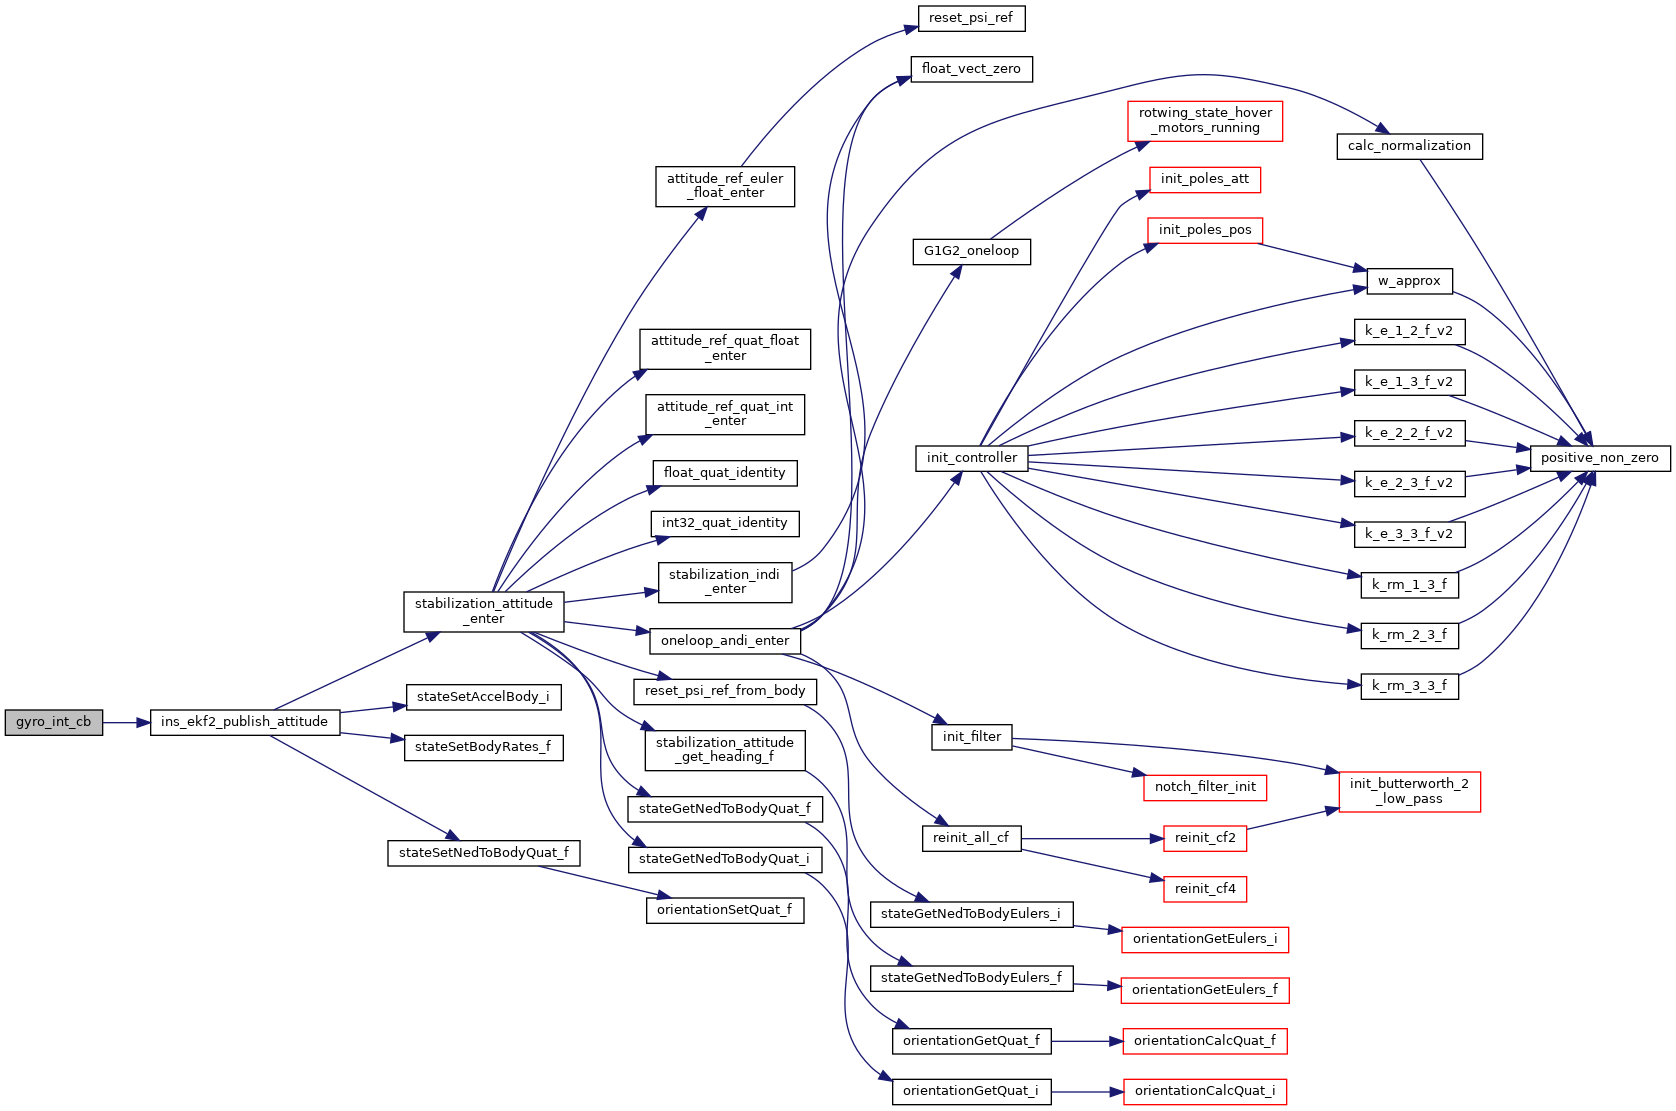 gyro_int_cb
ins_ekf2_publish_attitude
stabilization_attitude
_enter
stateSetAccelBody_i
stateSetBodyRates_f
stateSetNedToBodyQuat_f
attitude_ref_euler
_float_enter
attitude_ref_quat_float
_enter
attitude_ref_quat_int
_enter
float_quat_identity
int32_quat_identity
stabilization_indi
_enter
oneloop_andi_enter
reset_psi_ref_from_body
stabilization_attitude
_get_heading_f
stateGetNedToBodyQuat_f
stateGetNedToBodyQuat_i
orientationSetQuat_f
reset_psi_ref
float_vect_zero
G1G2_oneloop
init_controller
init_filter
reinit_all_cf
stateGetNedToBodyEulers_i
stateGetNedToBodyEulers_f
orientationGetQuat_f
orientationGetQuat_i
rotwing_state_hover
_motors_running
init_poles_att
init_poles_pos
notch_filter_init
reinit_cf2
reinit_cf4
orientationGetEulers_i
orientationGetEulers_f
orientationCalcQuat_f
orientationCalcQuat_i
calc_normalization
w_approx
k_e_1_2_f_v2
k_e_1_3_f_v2
k_e_2_2_f_v2
k_e_2_3_f_v2
k_e_3_3_f_v2
k_rm_1_3_f
k_rm_2_3_f
k_rm_3_3_f
init_butterworth_2
_low_pass
positive_non_zero